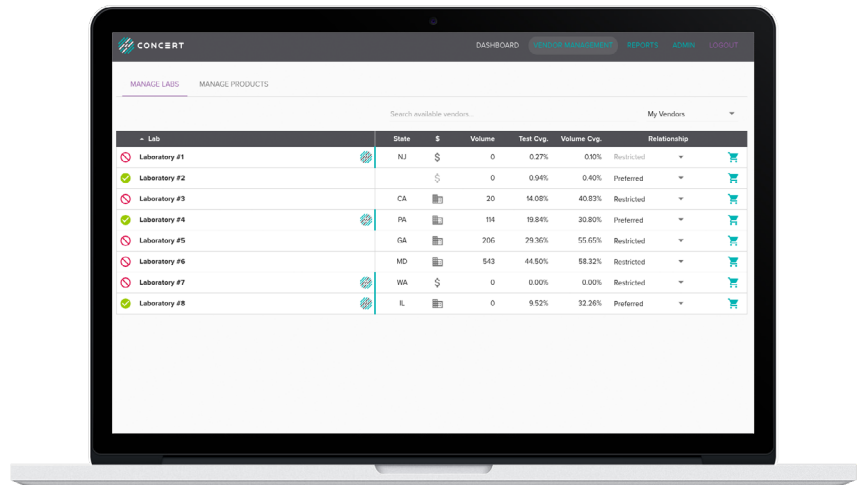 CONCERT
DASHBOARD VENDOR MANAGEMENT REPORTS ADMIN LOGOUT
MANAGE LABS MANAGE PRODUCTS
Search available vendors... My Vendors
Lab State $ Volume Test Cvg. Volume Cvg. Relationship
Laboratory #1 NJ $ 0 0.27% 0.10% Restricted
Laboratory #2 $ 0 0.94% 0.40% Preferred
Laboratory #3 CA 20 14.08% 40.83% Restricted
Laboratory #4 PA 114 19.84% 30.80% Preferred
Laboratory #5 GA 206 29.36% 55.65% Restricted
Laboratory #6 MD 543 44.50% 58.32% Restricted
Laboratory #7 WA $ 0 0.00% 0.00% Restricted
Laboratory #8 IL 0 9.52% 32.26% Preferred